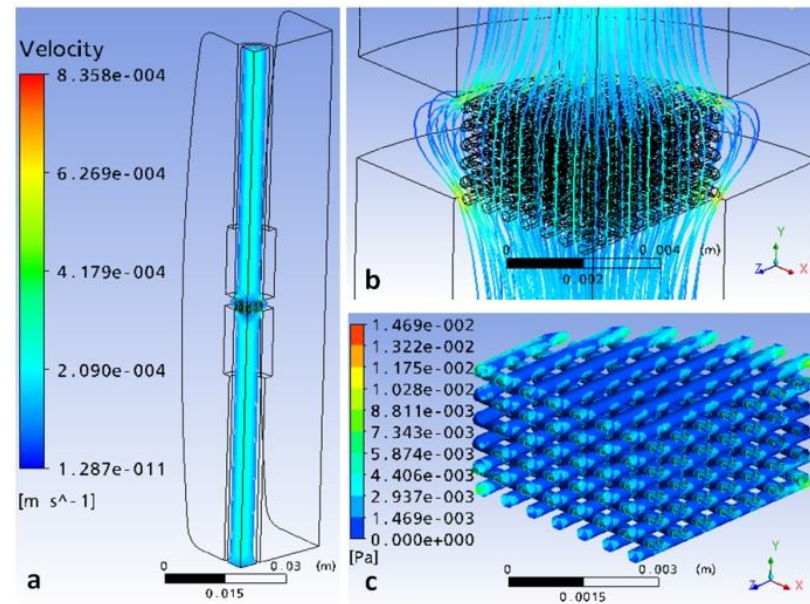 Velocity
8.358e-004
6.269e-004
4.179e-004
2.090e-004
1.287e-011
[m s^-1]
0 0.03 (m)
0.015
a
0 0.004 (m)
0.002
Y
Z X
b
1.469e-002
1.322e-002
1.175e-002
1.028e-002
8.811e-003
7.343e-003
5.874e-003
4.406e-003
2.937e-003
1.469e-003
0.000e+000
[Pa]
0 0.003 (m)
0.0015
Y
Z X
c